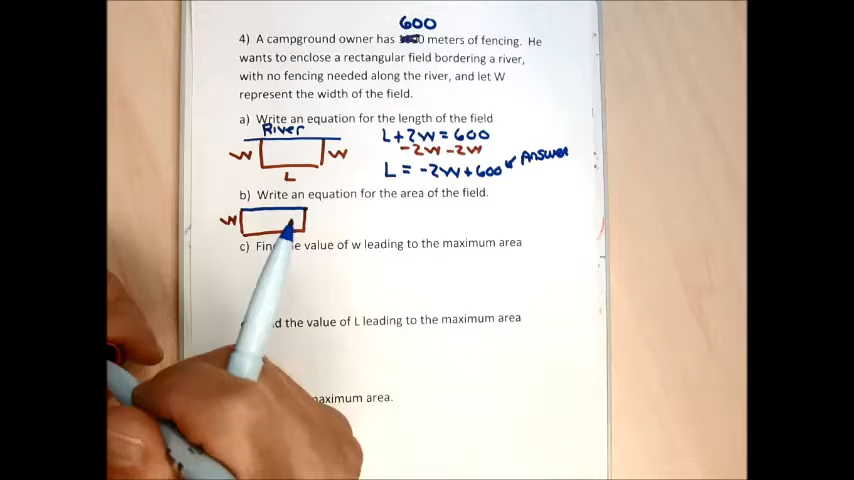 600
4) A campground owner has meters of fencing. He
wants to enclose a rectangular field bordering a river,
with no fencing needed along the river, and let W
represent the width of the field.
a) Write an equation for the length of the field
River
L+2W=600
W W
-2W -2W
L
L = -2W+600 Answer
b) Write an equation for the area of the field.
W
c) Find value of w leading to the maximum area
the value of L leading to the maximum area
maximum area.